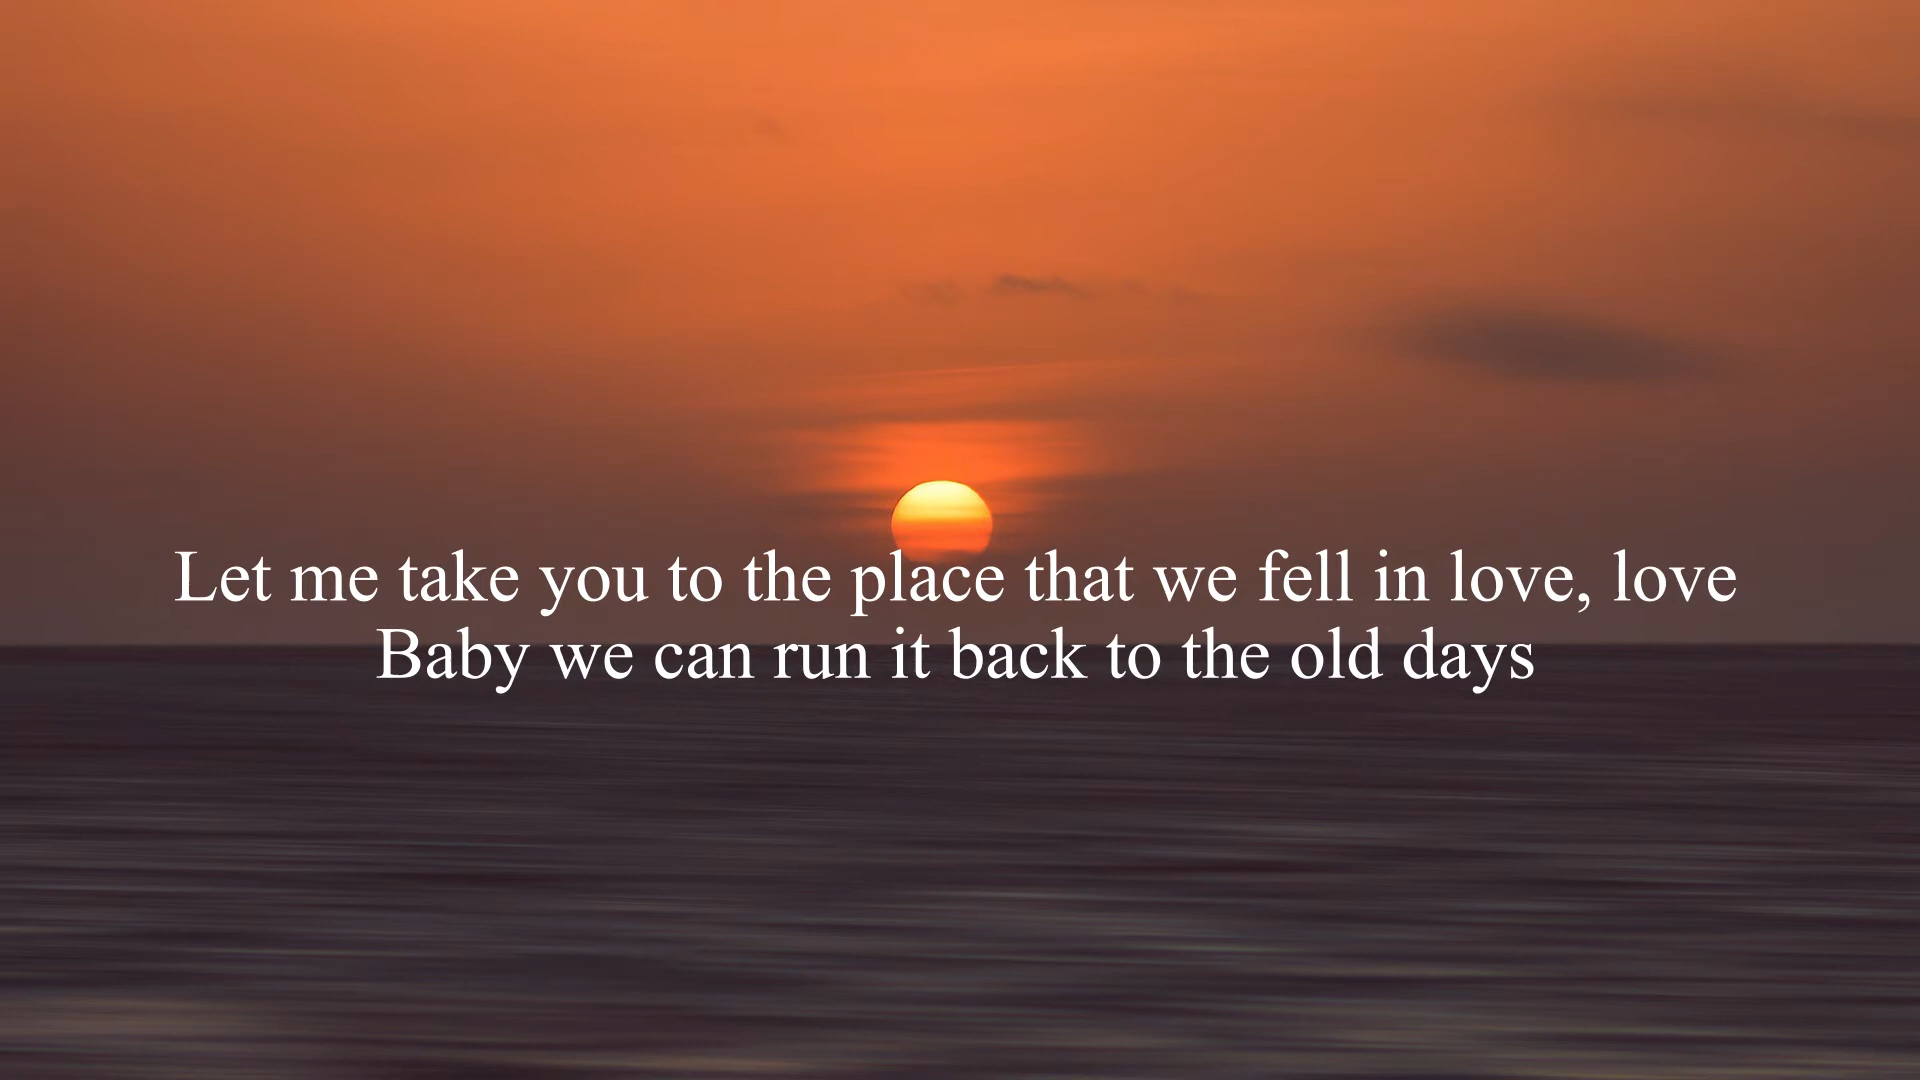 Let me take you to the place that we fell in love, love
Baby we can run it back to the old days